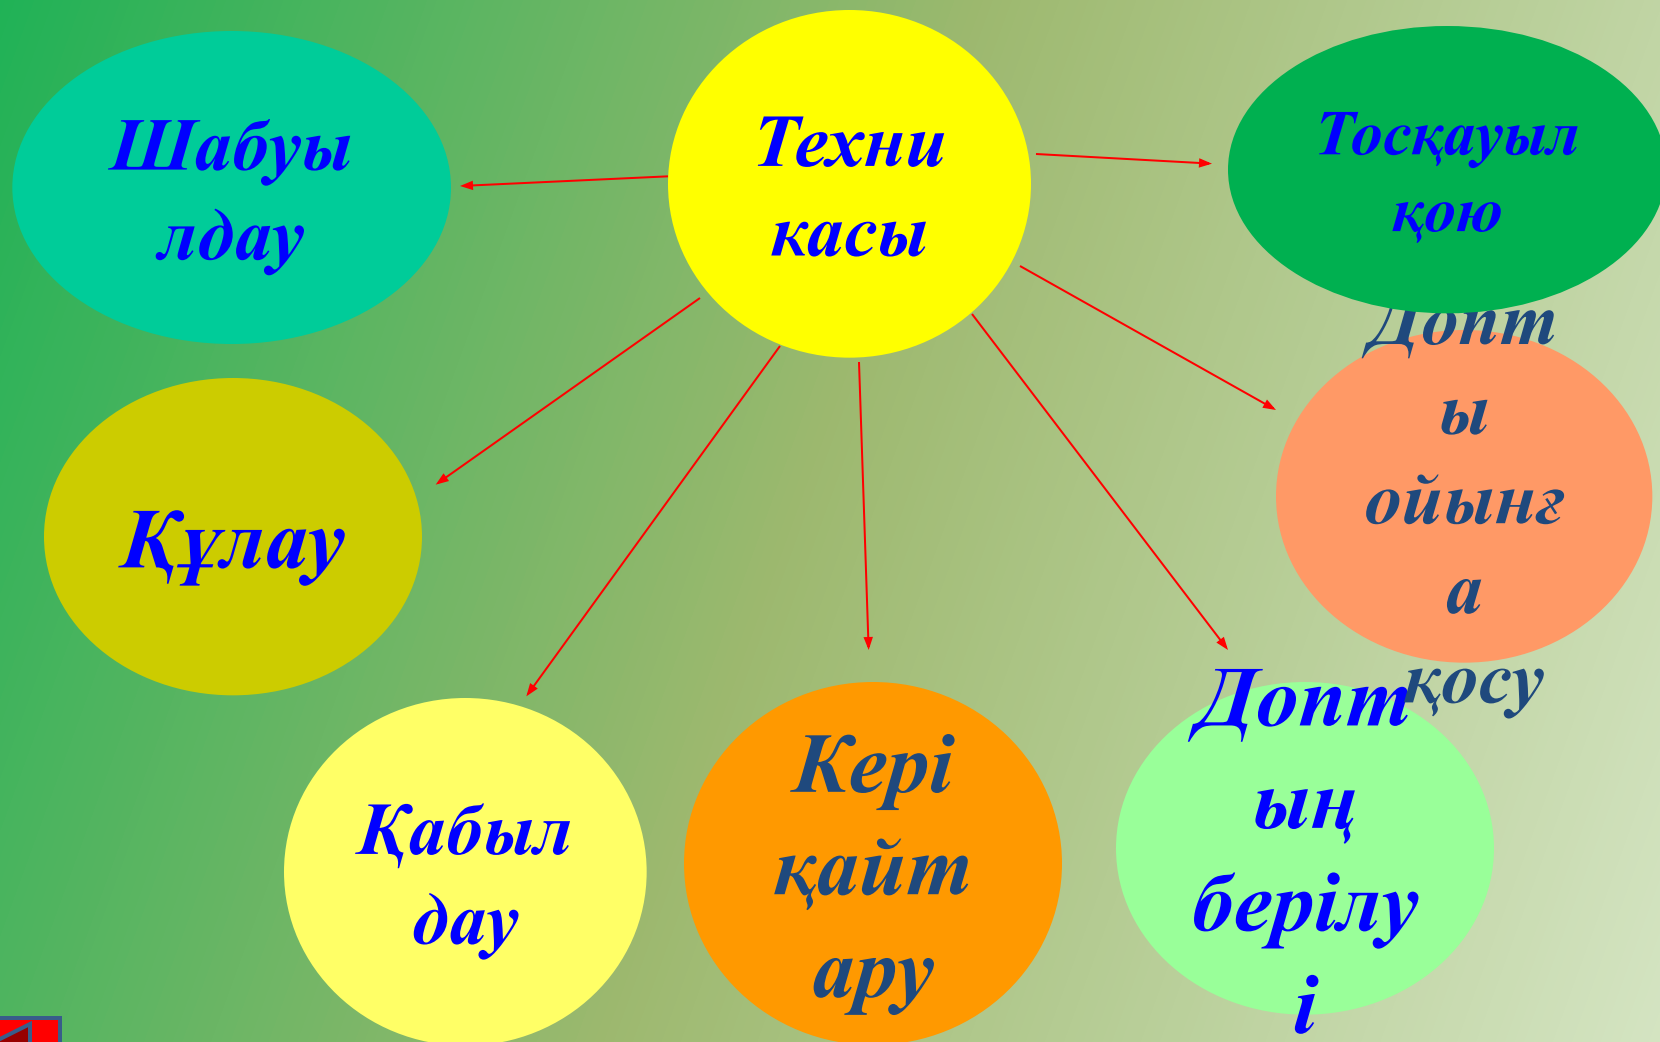 Шабуы
лдау
Техни
касы
Тосқауыл
қою
Допт
ы
ойынғ
а
қосу
Құлау
Қабыл
дау
Кері
қайт
ару
Допт
ың
берілу
і